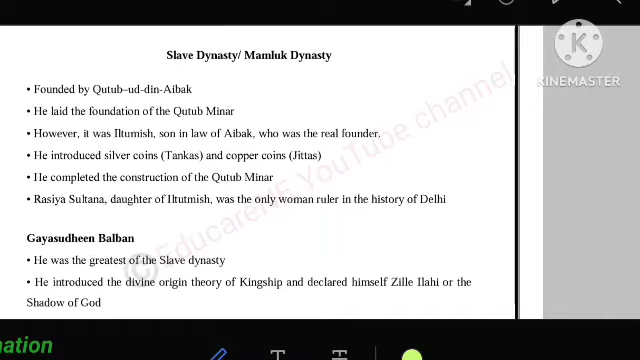 KINEMASTER
Slave Dynasty/ Mamluk Dynasty
• Founded by Qutub–ud-din-Aibak
• He laid the foundation of the Qutub Minar
• However, it was Iltumish, son in law of Aibak, who was the real founder.
• He introduced silver coins (Tankas) and copper coins (Jittas)
• He completed the construction of the Qutub Minar
• Rasiya Sultana, daughter of Iltutmish, was the only woman ruler in the history of Delhi
Gayasudheen Balban
• He was the greatest of the Slave dynasty
• He introduced the divine origin theory of Kingship and declared himself Zille Ilahi or the
Shadow of God
©EducareNF YouTube channel
nation